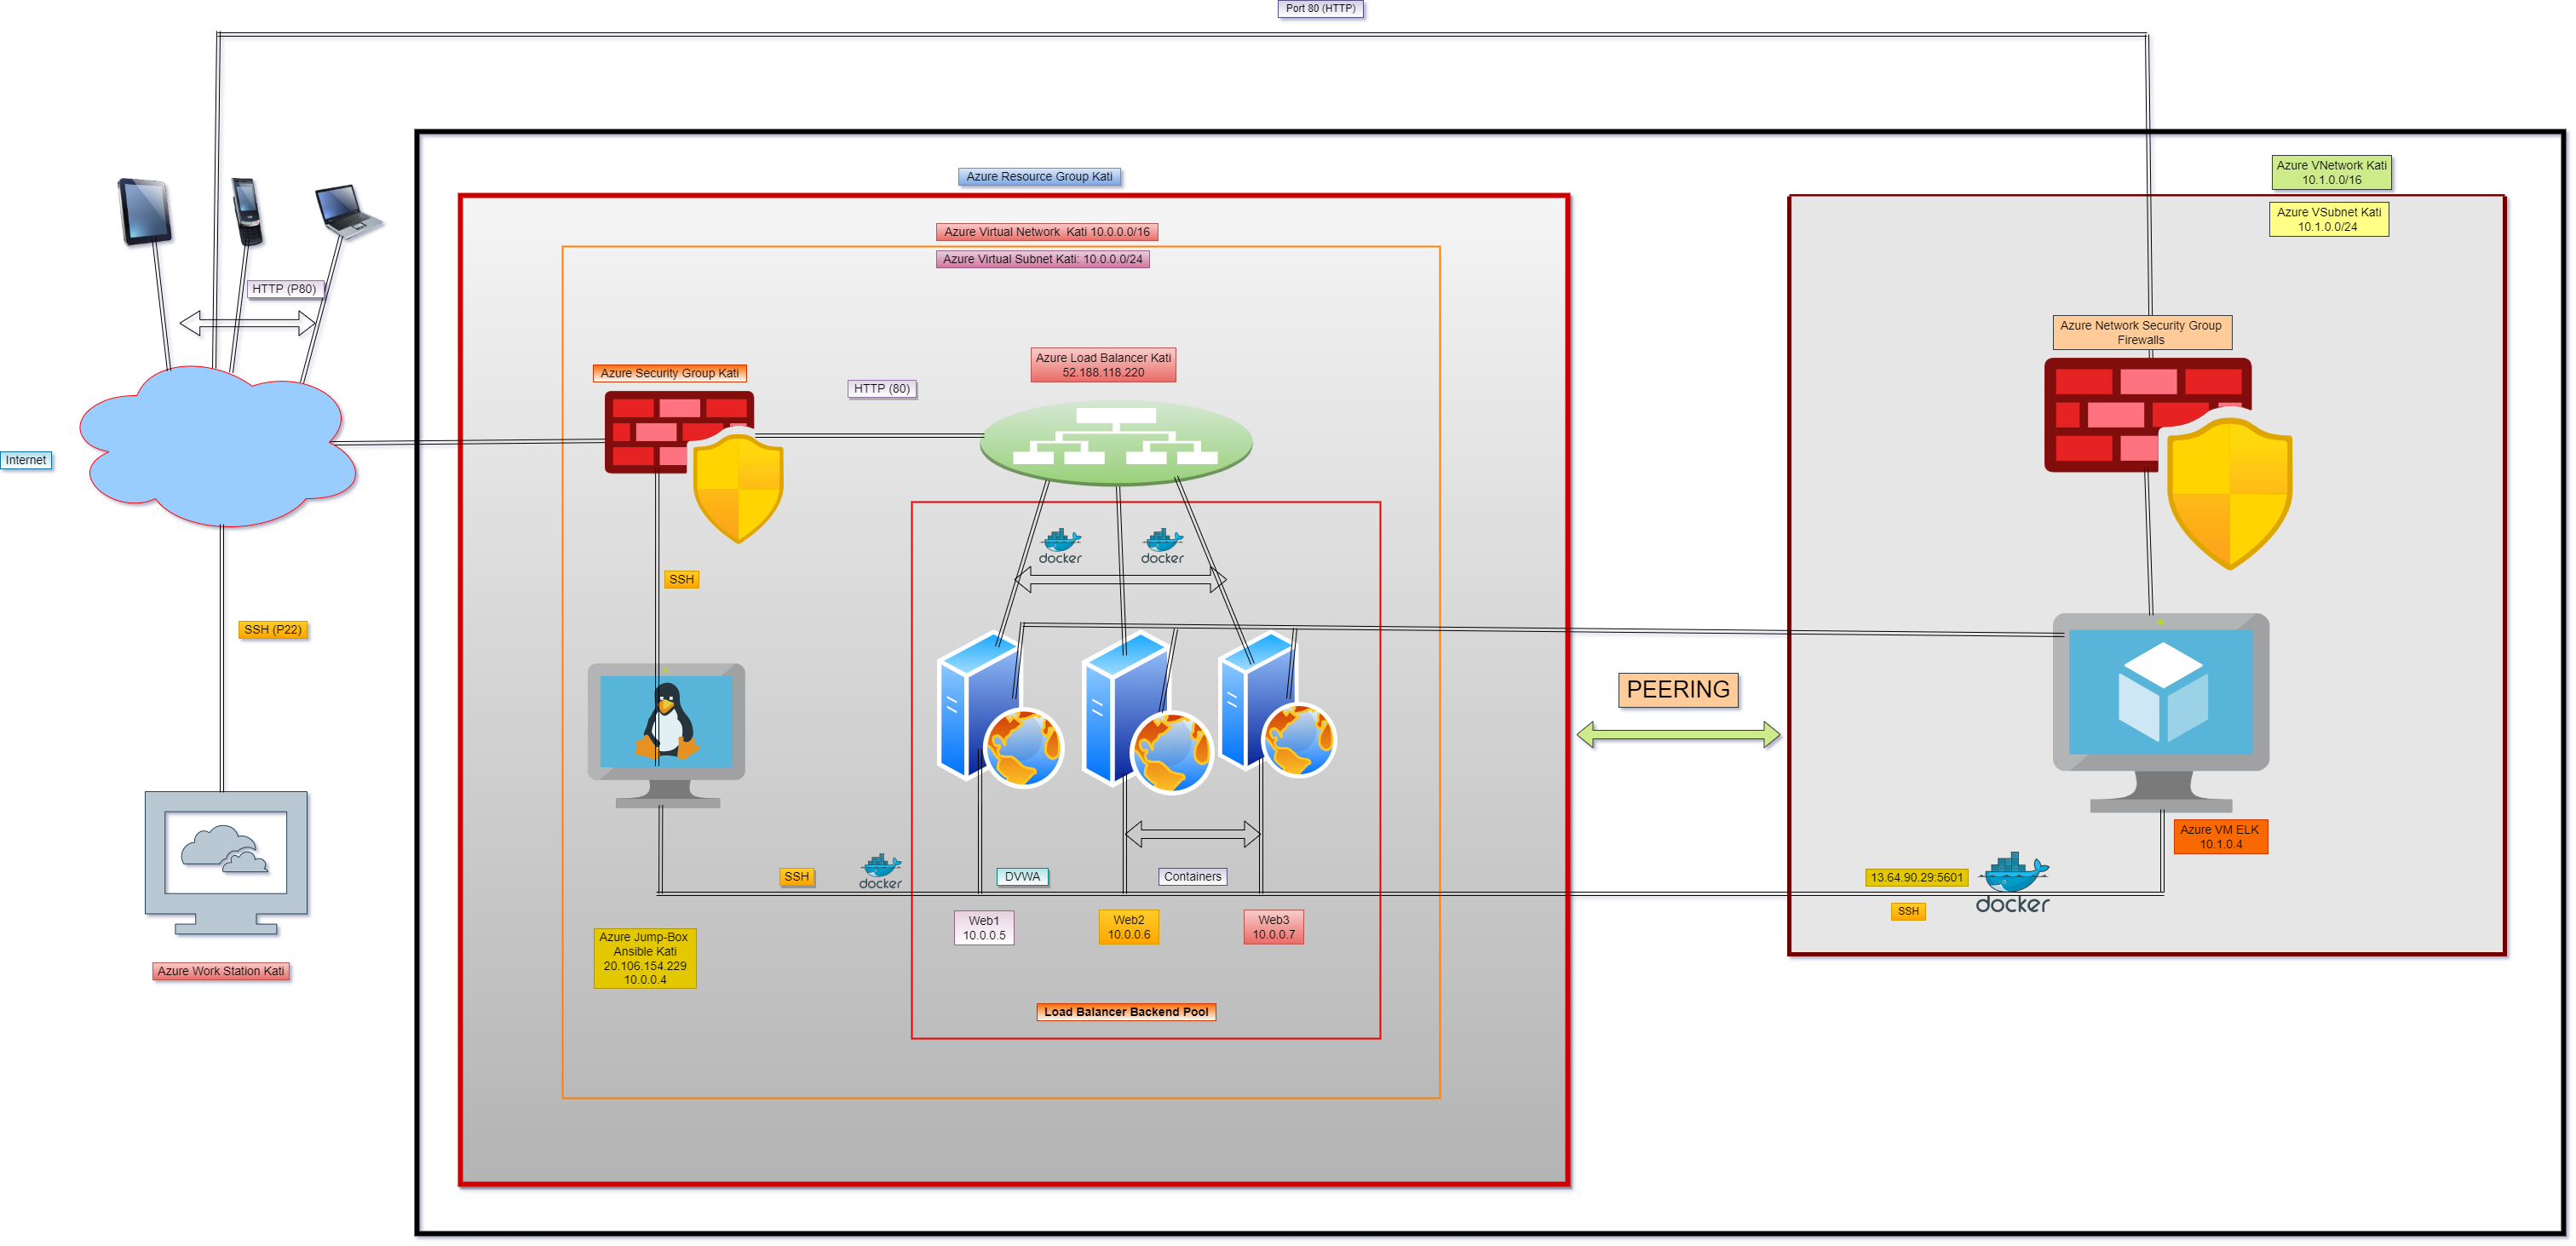 Port 80 (HTTP)
Azure VNetwork Kati
10.1.0.0/16
Azure Resource Group Kati
Azure VSubnet Kati
10.1.0.0/24
Azure Virtual Network  Kati 10.0.0.0/16
Azure Virtual Subnet Kati: 10.0.0.0/24
HTTP (P80)
Azure Network Security Group
Firewalls
Azure Load Balancer Kati
52.188.118.220
Azure Security Group Kati
HTTP (80)
Internet
docker
docker
SSH
SSH (P22)
PEERING
Azure VM ELK
10.1.0.4
SSH
docker
DVWA
Containers
13.64.90.29:5601
SSH
docker
Web1
10.0.0.5
Web2
10.0.0.6
Web3
10.0.0.7
Azure Jump-Box
Ansible Kati
20.106.154.229
10.0.0.4
Azure Work Station Kati
Load Balancer Backend Pool